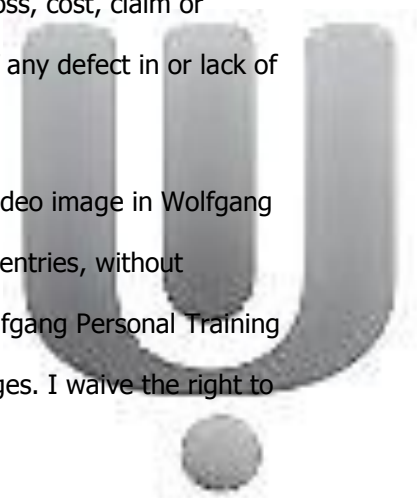 oss, cost, claim or
any defect in or lack of
deo image in Wolfgang
entries, without
fgang Personal Training
ges. I waive the right to